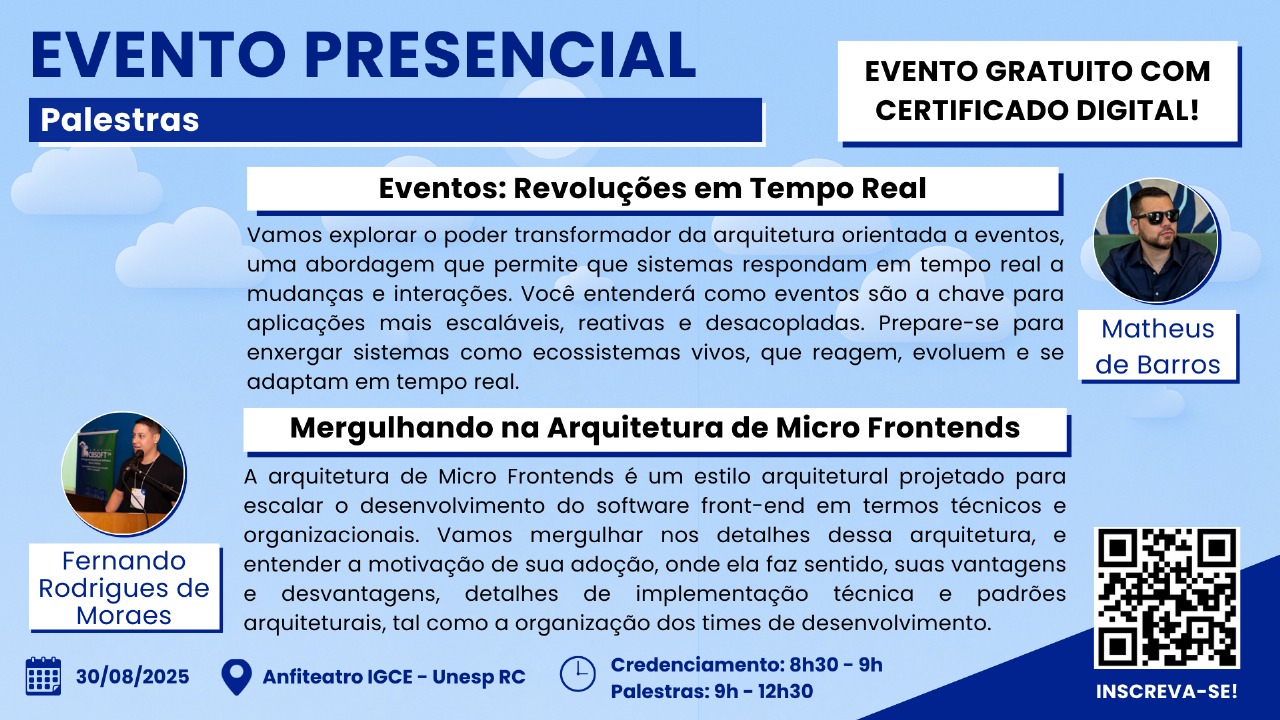 EVENTO PRESENCIAL
Palestras
EVENTO GRATUITO COM
CERTIFICADO DIGITAL!
Eventos: Revoluções em Tempo Real
Vamos explorar o poder transformador da arquitetura orientada a eventos,
uma abordagem que permite que sistemas respondam em tempo real a
mudanças e interações. Você entenderá como eventos são a chave para
aplicações mais escaláveis, reativas e desacopladas. Prepare-se para
enxergar sistemas como ecossistemas vivos, que reagem, evoluem e se
adaptam em tempo real.
Matheus
de Barros
Mergulhando na Arquitetura de Micro Frontends
A arquitetura de Micro Frontends é um estilo arquitetural projetado para
escalar o desenvolvimento do software front-end em termos técnicos e
organizacionais. Vamos mergulhar nos detalhes dessa arquitetura, e
entender a motivação de sua adoção, onde ela faz sentido, suas vantagens
e desvantagens, detalhes de implementação técnica e padrões
arquiteturais, tal como a organização dos times de desenvolvimento.
CBSOFT
Fernando
Rodrigues de
Moraes
30/08/2025
Anfiteatro IGCE - Unesp RC
Credenciamento: 8h30 - 9h
Palestras: 9h - 12h30
INSCREVA-SE!